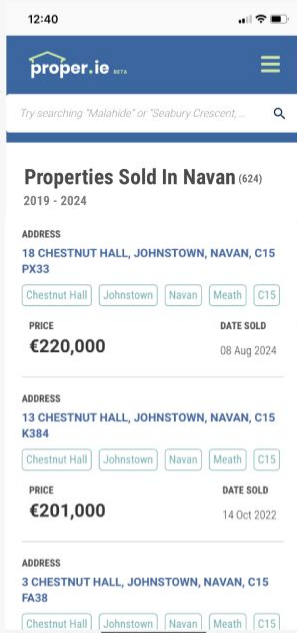 12:40
proper.ie BETA
Try searching "Malahide" or "Seabury Crescent, ...
Properties Sold In Navan (624)
2019 - 2024
ADDRESS
18 CHESTNUT HALL, JOHNSTOWN, NAVAN, C15
PX33
Chestnut Hall Johnstown Navan Meath C15
PRICE DATE SOLD
€220,000 08 Aug 2024
ADDRESS
13 CHESTNUT HALL, JOHNSTOWN, NAVAN, C15
K384
Chestnut Hall Johnstown Navan Meath C15
PRICE DATE SOLD
€201,000 14 Oct 2022
ADDRESS
3 CHESTNUT HALL, JOHNSTOWN, NAVAN, C15
FA38
Chestnut Hall Johnstown Navan Meath C15